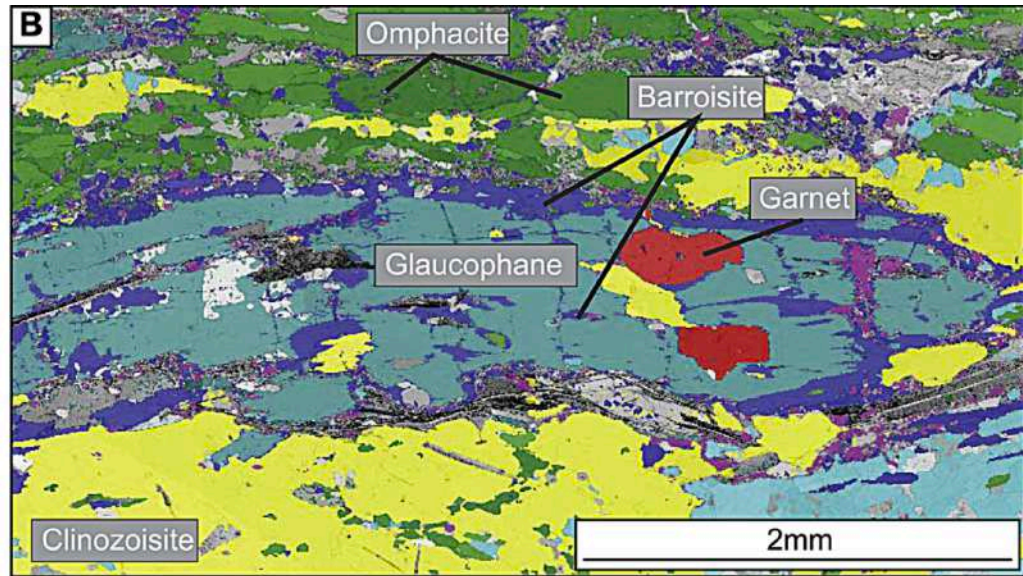 B
Omphacite
Barroisite
Garnet
Glaucophane
Clinozoisite
2mm